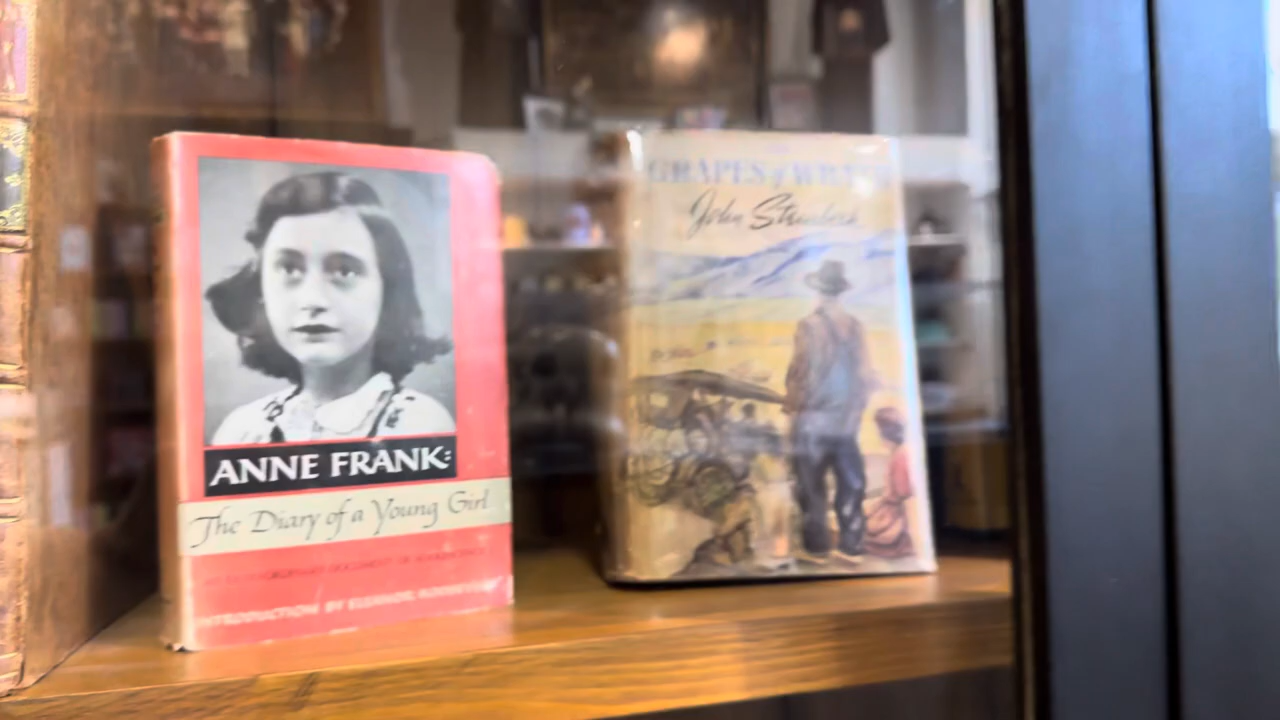 ANNE FRANK:
The Diary of a Young Girl
INTRODUCTION BY ELEANOR ROOSEVELT
GRAPES of WRATH
John Steinbeck